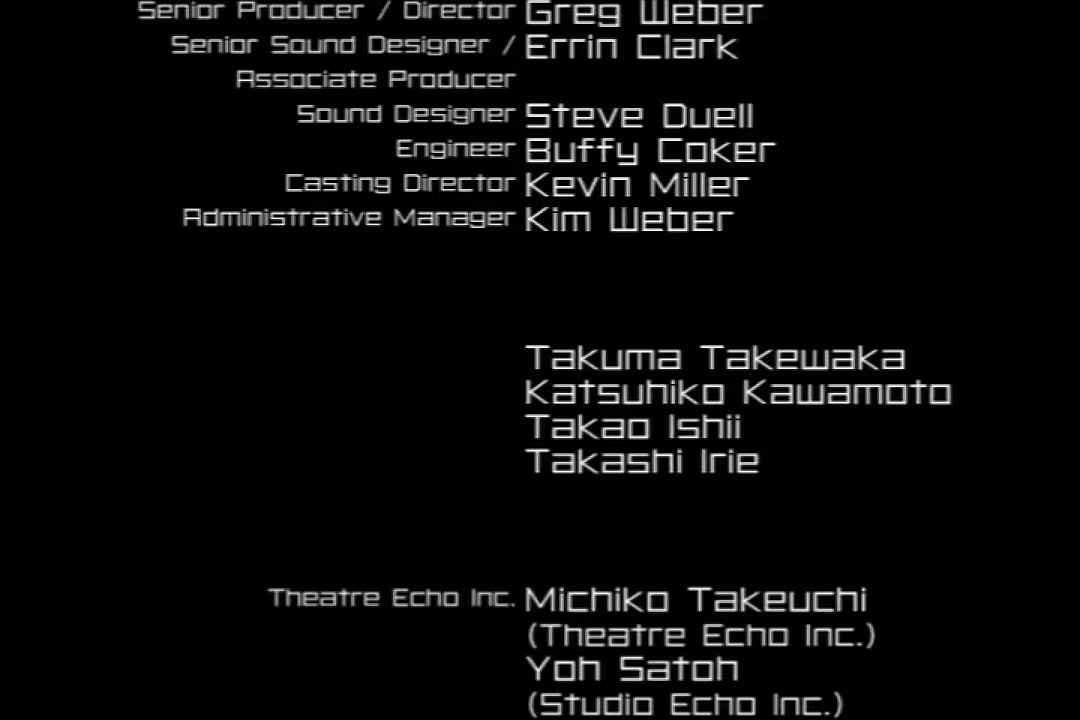 Senior Producer / Director Greg Weber
Senior Sound Designer / Errin Clark
Associate Producer
Sound Designer Steve Duell
Engineer Buffy Coker
Casting Director Kevin Miller
Administrative Manager Kim Weber
Takuma Takewaka
Katsuhiko Kawamoto
Takao Ishii
Takashi Irie
Theatre Echo Inc. Michiko Takeuchi
(Theatre Echo Inc.)
Yoh Satoh
(Studio Echo Inc.)